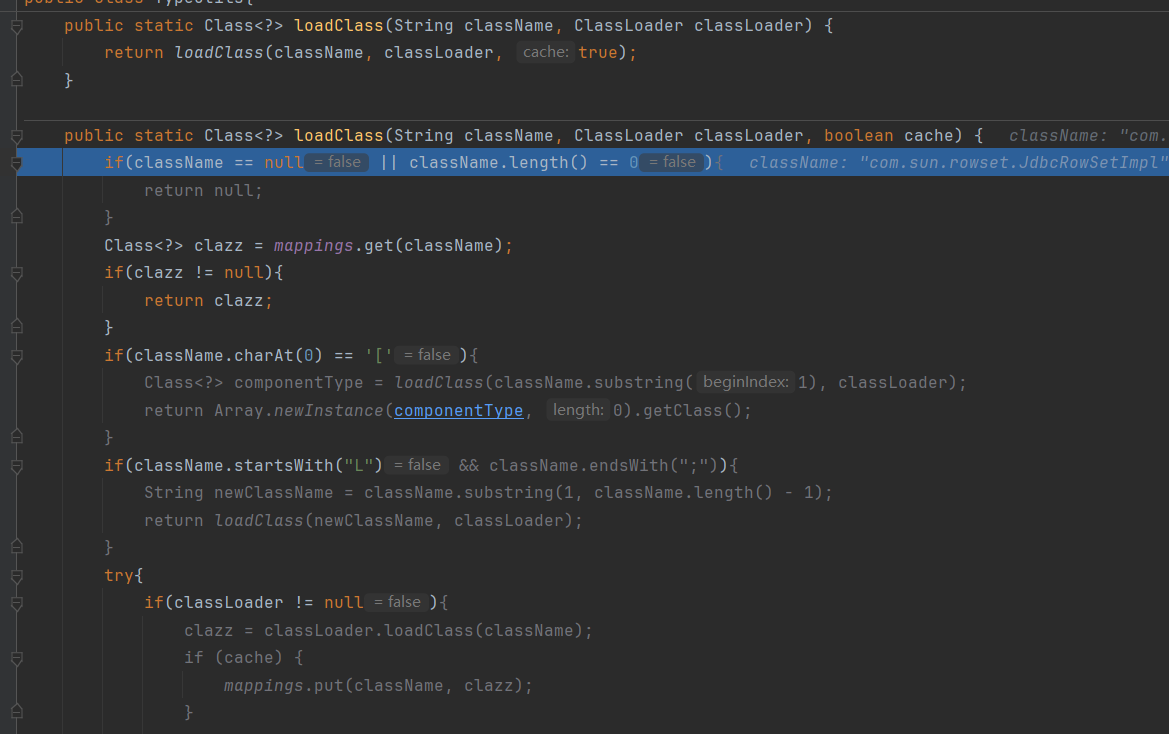 public class TypeUtils{
public static Class<?> loadClass(String className, ClassLoader classLoader) {
return loadClass(className, classLoader, cache: true);
}
public static Class<?> loadClass(String className, ClassLoader classLoader, boolean cache) { className: "com.
if(className == null = false || className.length() == 0 = false ){ className: "com.sun.rowset.JdbcRowSetImpl"
return null;
}
Class<?> clazz = mappings.get(className);
if(clazz != null){
return clazz;
}
if(className.charAt(0) == '[' = false ){
Class<?> componentType = loadClass(className.substring( beginIndex: 1), classLoader);
return Array.newInstance(componentType, length: 0).getClass();
}
if(className.startsWith("L") = false && className.endsWith(";")){
String newClassName = className.substring(1, className.length() - 1);
return loadClass(newClassName, classLoader);
}
try{
if(classLoader != null = false ){
clazz = classLoader.loadClass(className);
if (cache) {
mappings.put(className, clazz);
}